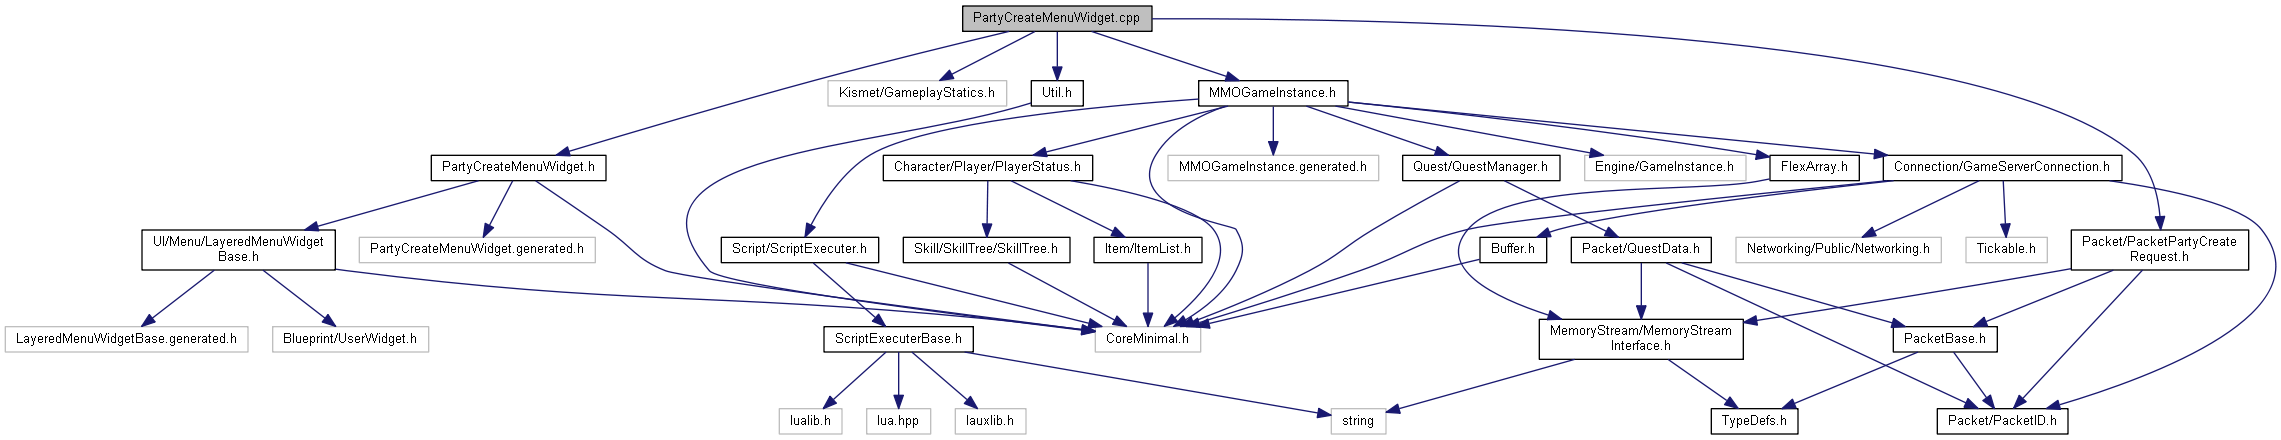 PartyCreateMenuWidget.cpp
Kismet/GameplayStatics.h
Util.h
MMOGameInstance.h
PartyCreateMenuWidget.h
Character/Player/PlayerStatus.h
MMOGameInstance.generated.h
Quest/QuestManager.h
Engine/GameInstance.h
FlexArray.h
Connection/GameServerConnection.h
UI/Menu/LayeredMenuWidget
Base.h
PartyCreateMenuWidget.generated.h
Script/ScriptExecuter.h
Skill/SkillTree/SkillTree.h
Item/ItemList.h
Buffer.h
Packet/QuestData.h
Networking/Public/Networking.h
Tickable.h
Packet/PacketPartyCreate
Request.h
LayeredMenuWidgetBase.generated.h
Blueprint/UserWidget.h
ScriptExecuterBase.h
CoreMinimal.h
MemoryStream/MemoryStream
Interface.h
PacketBase.h
lualib.h
lua.hpp
lauxlib.h
string
TypeDefs.h
Packet/PacketID.h